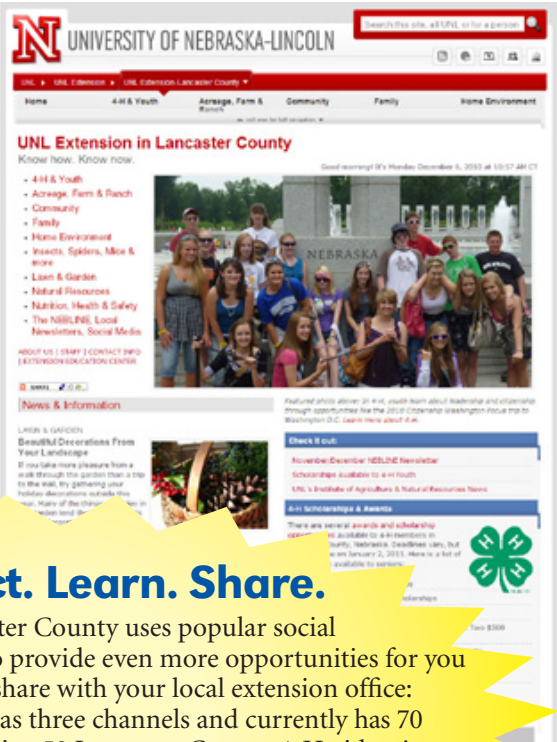 UNIVERSITY OF NEBRASKA–LINCOLN
Search this site, all UNL or for a person
UNL UNL Extension UNL Extension Lancaster County
Home
4-H & Youth
Acreage, Farm & Ranch
Community
Family
Home Environment
UNL Extension in Lancaster County
Know how. Know now.
Good morning! It's Monday December 6, 2010 at 10:57 AM CT
4-H & Youth
Acreage, Farm & Ranch
Community
Family
Home Environment
Insects, Spiders, Mice &
more
Lawn & Garden
Natural Resources
Nutrition, Health & Safety
The NEBLINE, Local
Newsletters, Social Media
ABOUT US | STAFF | CONTACT INFO
| EXTENSION EDUCATION CENTER
SHARE
NEBRASKA
Featured photo above: In 4-H, youth learn about leadership and citizenship
through opportunities like the 2010 Citizenship Washington Focus trip to
Washington D.C. Learn more about 4-H.
News & Information
LAWN & GARDEN
Beautiful Decorations From
Your Landscape
If you take more pleasure from a
walk through the garden than a trip
to the mall, try gathering your
holiday decorations outside this
year. Many of the
Check it out:
November/December NEBLINE Newsletter
Scholarships available to 4-H Youth
UNL's Institute of Agriculture & Natural Resources News
4-H Scholarships & Awards
There are several awards and scholarship
available to 4-H members in
County, Nebraska. Deadlines vary, but
on January 2, 2011. Here is a list of
available to seniors:
Two $300
ct. Learn. Share.
ter County uses popular social
o provide even more opportunities for you
share with your local extension office:
as three channels and currently has 70